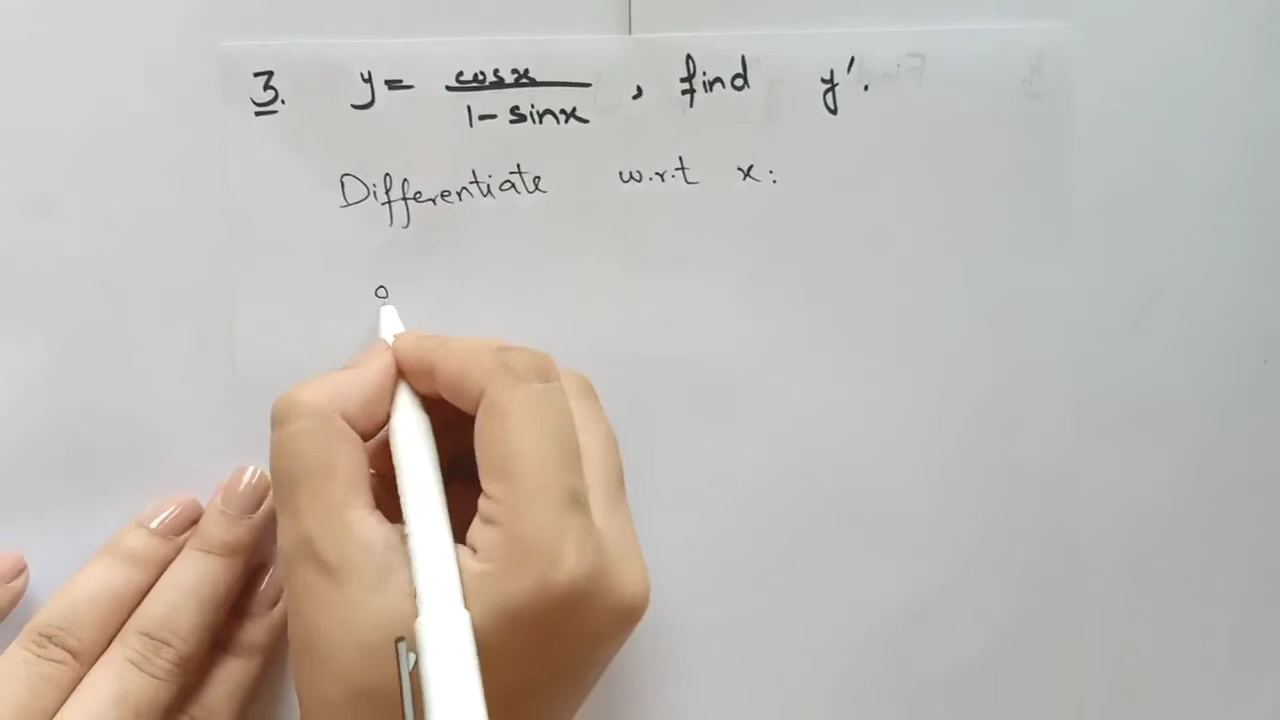 3. y = cosx / 1 - sinx , find y'.
Differentiate w.r.t x: